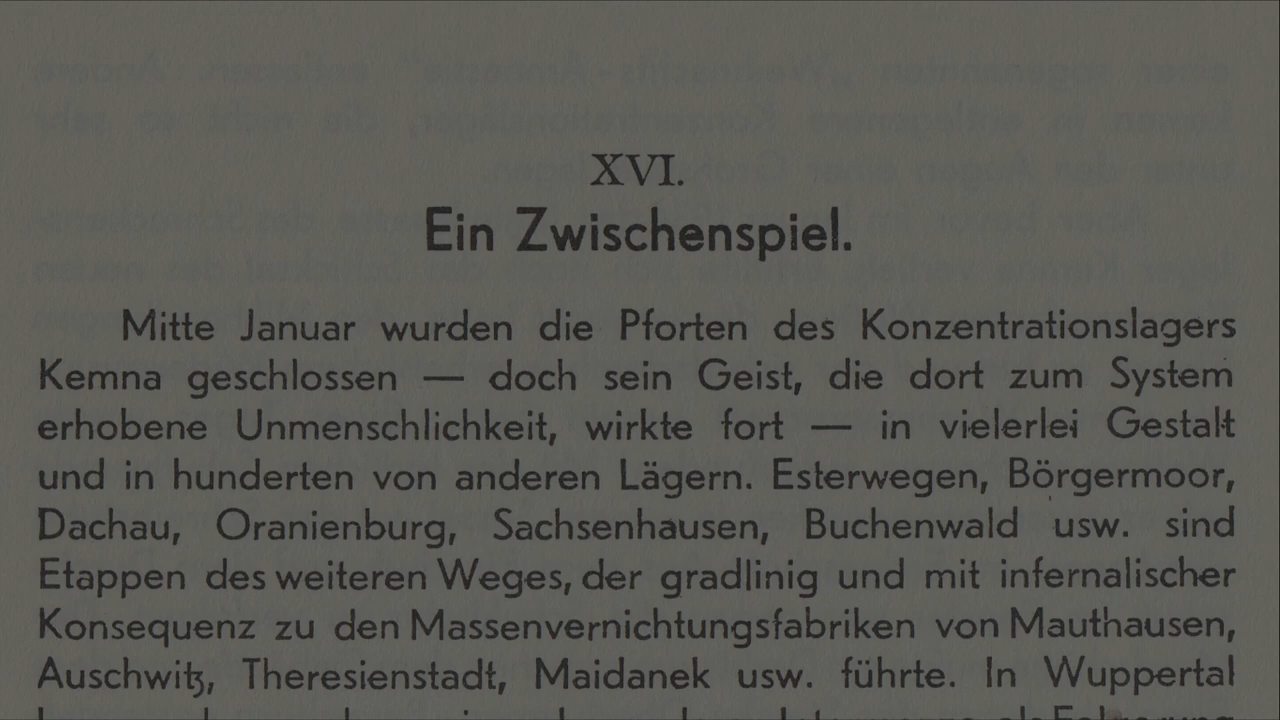 XVI.
Ein Zwischenspiel.
Mitte Januar wurden die Pforten des Konzentrationslagers
Kemna geschlossen — doch sein Geist, die dort zum System
erhobene Unmenschlichkeit, wirkte fort — in vielerlei Gestalt
und in hunderten von anderen Lägern. Esterwegen, Börgermoor,
Dachau, Oranienburg, Sachsenhausen, Buchenwald usw. sind
Etappen des weiteren Weges, der gradlinig und mit infernalischer
Konsequenz zu den Massenvernichtungsfabriken von Mauthausen,
Auschwitz, Theresienstadt, Maidanek usw. führte. In Wuppertal